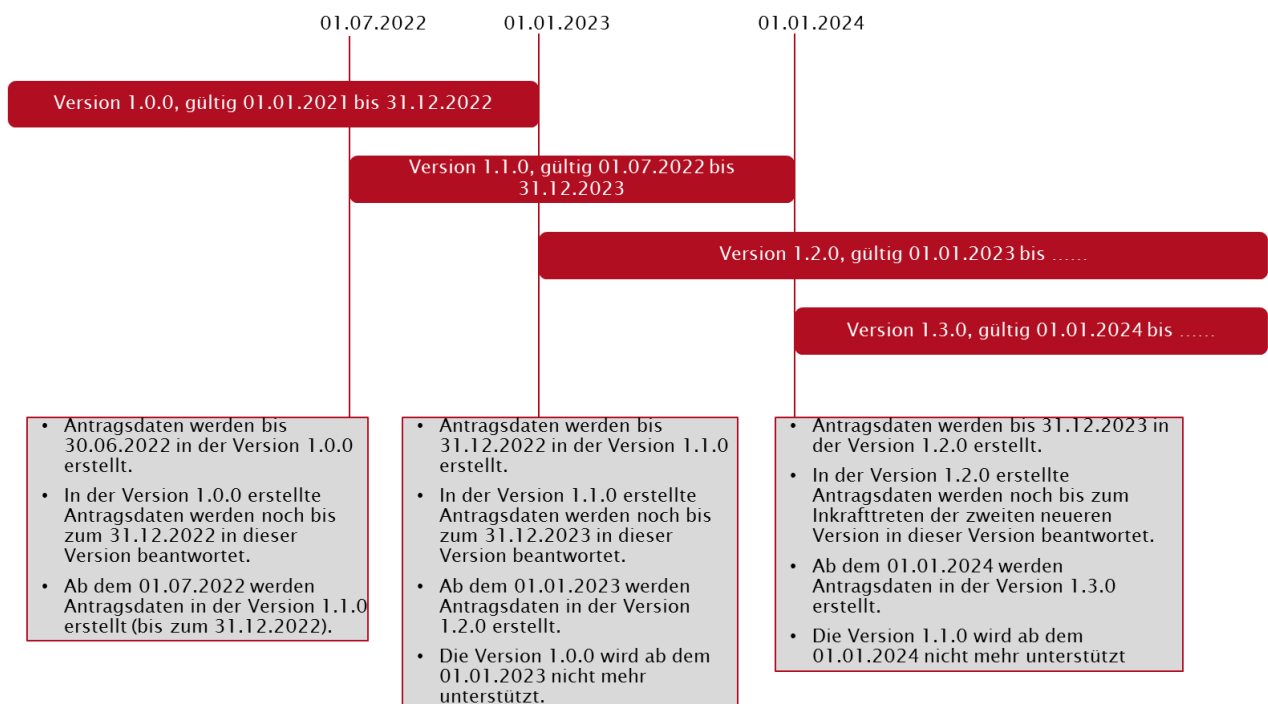 01.07.2022
01.01.2023
01.01.2024
Version 1.0.0, gültig 01.01.2021 bis 31.12.2022
Version 1.1.0, gültig 01.07.2022 bis
31.12.2023
Version 1.2.0, gültig 01.01.2023 bis ......
Version 1.3.0, gültig 01.01.2024 bis ......
• Antragsdaten werden bis
30.06.2022 in der Version 1.0.0
erstellt.
• In der Version 1.0.0 erstellte
Antragsdaten werden noch bis
zum 31.12.2022 in dieser
Version beantwortet.
• Ab dem 01.07.2022 werden
Antragsdaten in der Version 1.1.0
erstellt (bis zum 31.12.2022).
• Antragsdaten werden bis
31.12.2022 in der Version 1.1.0
erstellt.
• In der Version 1.1.0 erstellte
Antragsdaten werden noch bis
zum 31.12.2023 in dieser
Version beantwortet.
• Ab dem 01.01.2023 werden
Antragsdaten in der Version
1.2.0 erstellt.
• Die Version 1.0.0 wird ab dem
01.01.2023 nicht mehr
unterstützt.
• Antragsdaten werden bis 31.12.2023 in
der Version 1.2.0 erstellt.
• In der Version 1.2.0 erstellte
Antragsdaten werden noch bis zum
Inkrafttreten der zweiten neueren
Version in dieser Version beantwortet.
• Ab dem 01.01.2024 werden
Antragsdaten in der Version 1.3.0
erstellt.
• Die Version 1.1.0 wird ab dem
01.01.2024 nicht mehr unterstützt